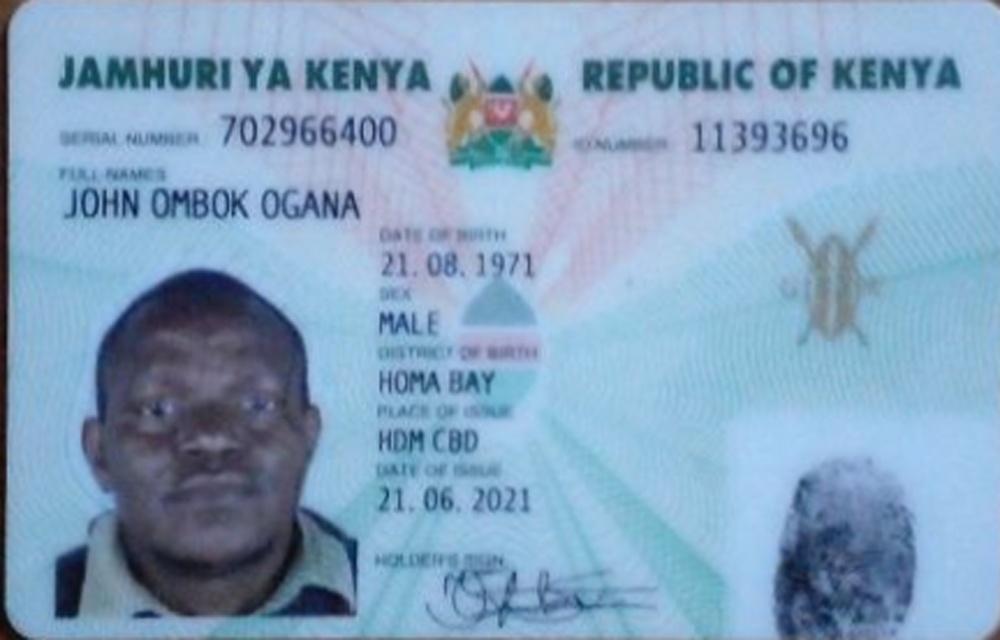 JAMHURI YA KENYA REPUBLIC OF KENYA
SERIAL NUMBER 702966400 ID NUMBER 11393696
FULL NAMES
JOHN OMBOK OGANA
DATE OF BIRTH
21. 08. 1971
SEX
MALE
DISTRICT OF BIRTH
HOMA BAY
PLACE OF ISSUE
HDM CBD
DATE OF ISSUE
21. 06. 2021
HOLDER'S SIGN.